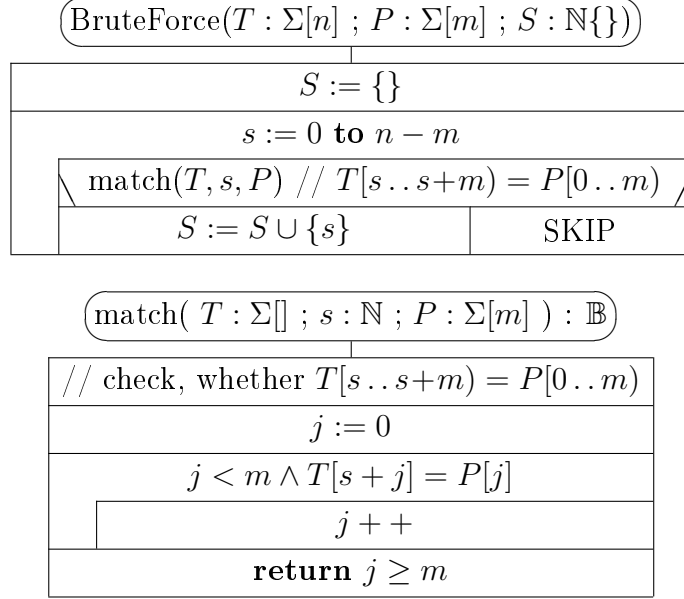 BruteForce(T : Σ[n] ; P : Σ[m] ; S : ℕ{})
S := {}
s := 0 to n − m
match(T, s, P) // T[s . . s+m) = P[0 . . m)
S := S ∪ {s} SKIP
match( T : Σ[] ; s : ℕ ; P : Σ[m] ) : 𝔹
// check, whether T[s . . s+m) = P[0 . . m)
j := 0
j < m ∧ T[s + j] = P[j]
j + +
return j ≥ m